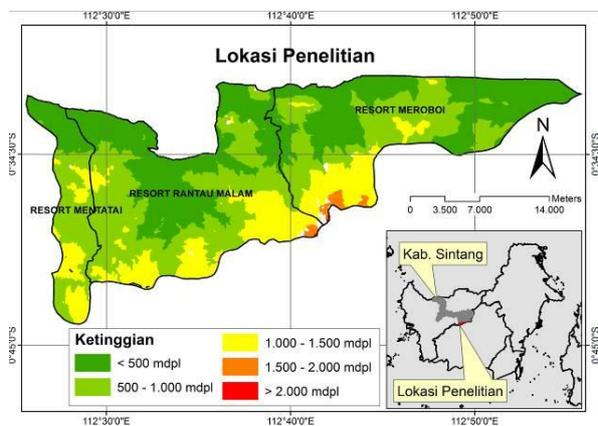 112°30'0"E 112°40'0"E 112°50'0"E
Lokasi Penelitian
RESORT MEROBOI
N
0°34'30"S 0°34'30"S
RESORT RANTAU MALAM
RESORT MENTATAI
Meters
0 3.500 7.000 14.000
Kab. Sintang
Ketinggian
< 500 mdpl
500 - 1.000 mdpl
1.000 - 1.500 mdpl
1.500 - 2.000 mdpl
> 2.000 mdpl
Lokasi Penelitian
0°45'0"S 0°45'0"S
112°30'0"E 112°40'0"E 112°50'0"E